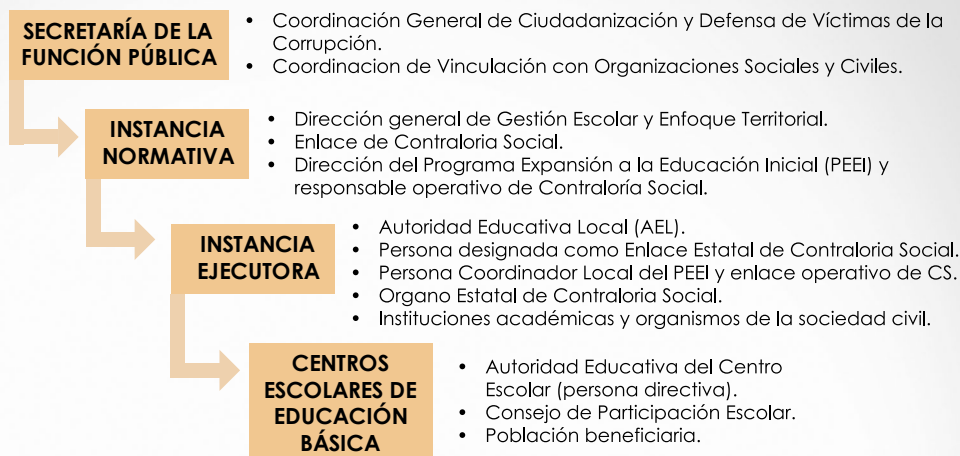 SECRETARÍA DE LA
FUNCIÓN PÚBLICA
• Coordinación General de Ciudadanización y Defensa de Víctimas de la
Corrupción.
• Coordinacion de Vinculación con Organizaciones Sociales y Civiles.
INSTANCIA
NORMATIVA
• Dirección general de Gestión Escolar y Enfoque Territorial.
• Enlace de Contraloria Social.
• Dirección del Programa Expansión a la Educación Inicial (PEEI) y
responsable operativo de Contraloría Social.
INSTANCIA
EJECUTORA
• Autoridad Educativa Local (AEL).
• Persona designada como Enlace Estatal de Contraloria Social.
• Persona Coordinador Local del PEEI y enlace operativo de CS.
• Organo Estatal de Contraloria Social.
• Instituciones académicas y organismos de la sociedad civil.
CENTROS
ESCOLARES DE
EDUCACIÓN
BÁSICA
• Autoridad Educativa del Centro
Escolar (persona directiva).
• Consejo de Participación Escolar.
• Población beneficiaria.